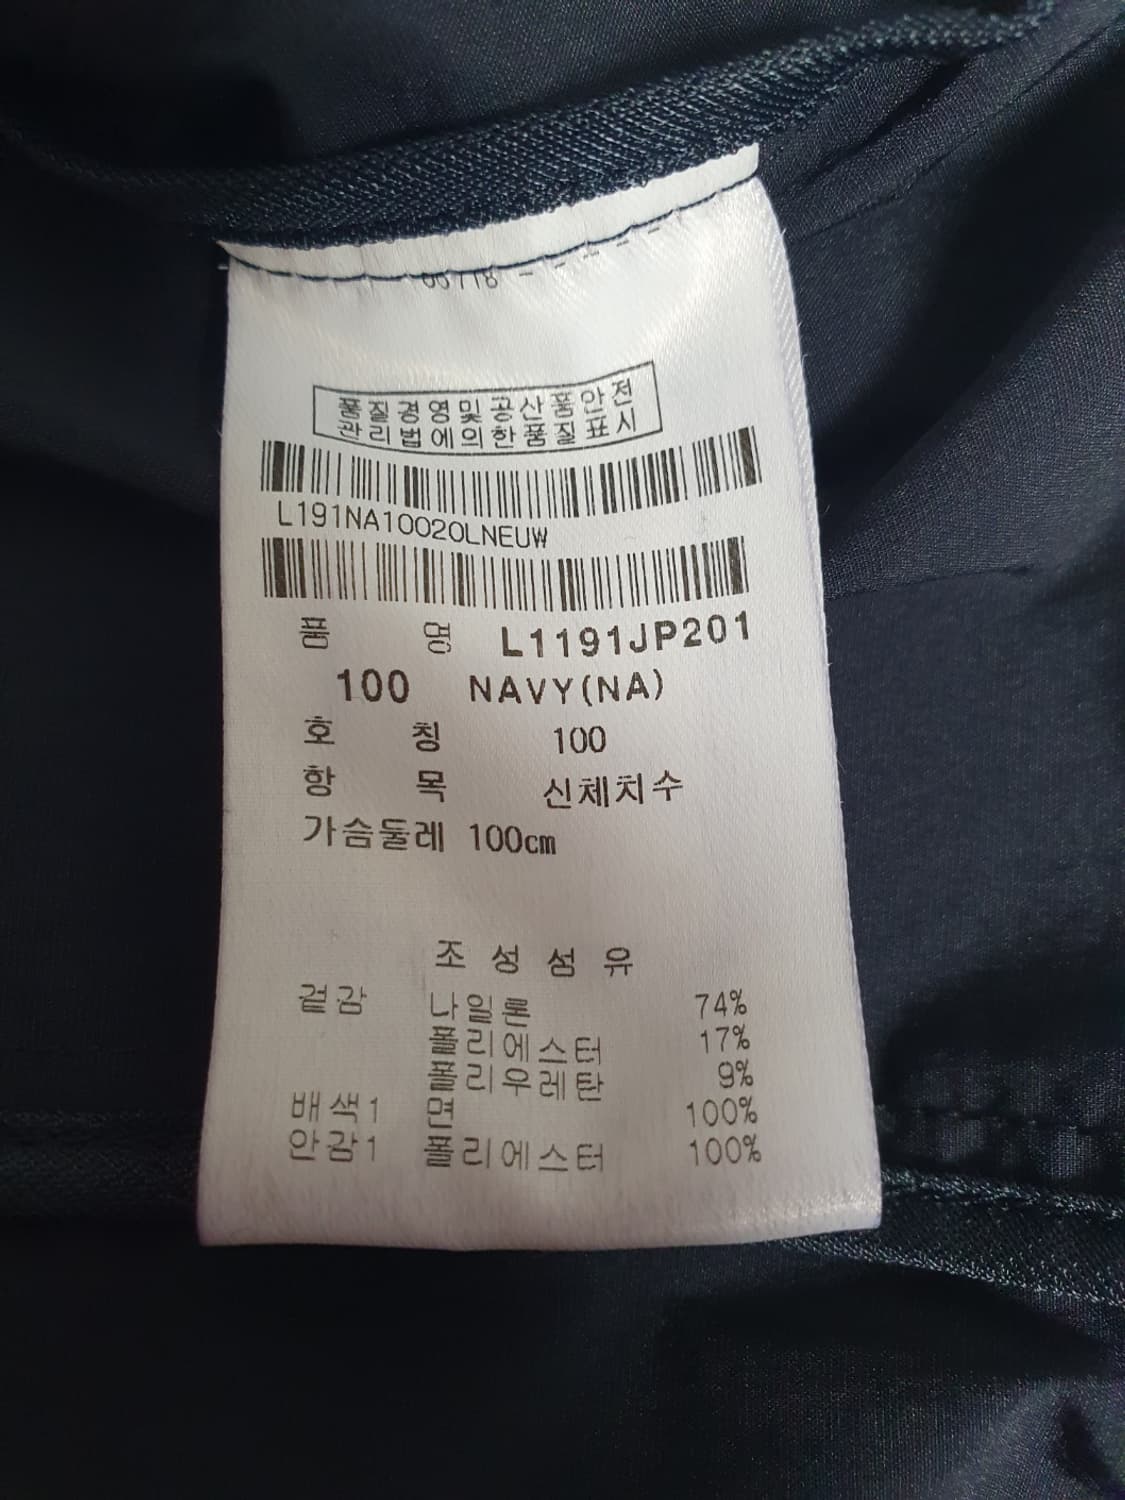 품질경영및공산품안전
관리법에의한품질표시
L191NA10020LNEUW
품 명 L1191JP201
100 NAVY(NA)
호 칭 100
항 목 신체치수
가슴둘레 100cm
조성섬유
겉감 나일론 74%
폴리에스터 17%
폴리우레탄 9%
배색1 면 100%
안감1 폴리에스터 100%